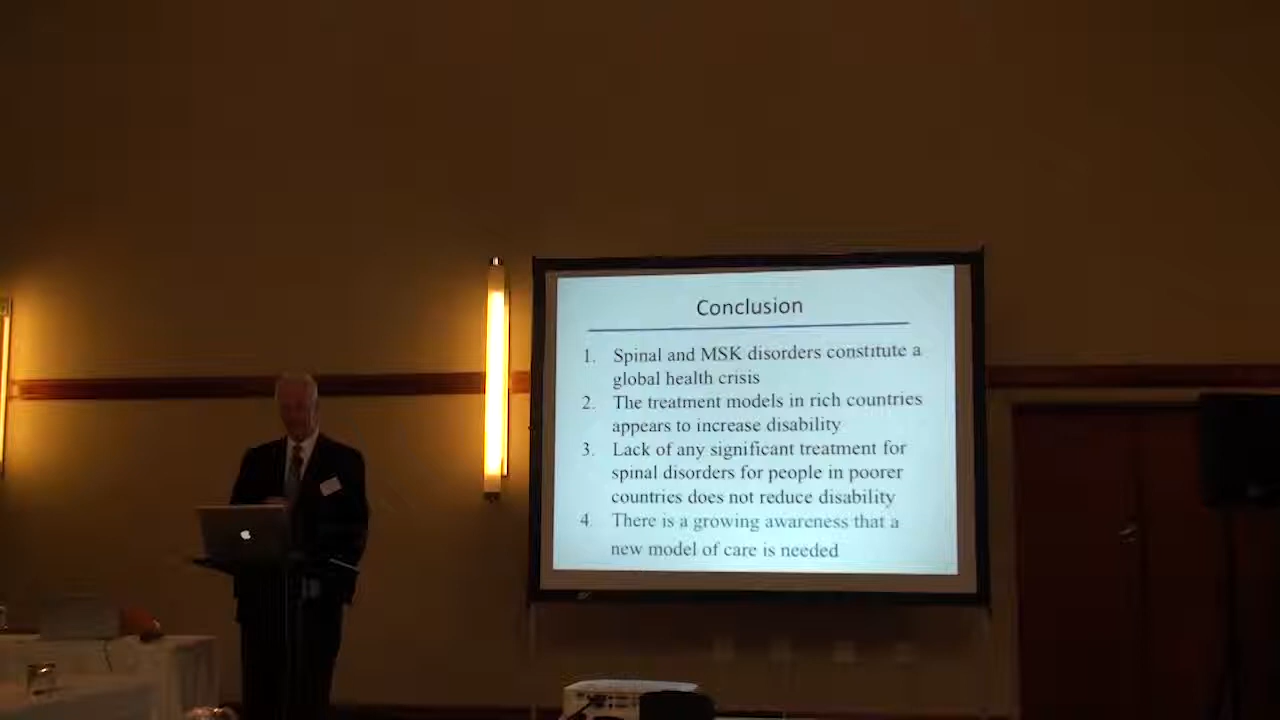 Conclusion
1. Spinal and MSK disorders constitute a
global health crisis
2. The treatment models in rich countries
appears to increase disability
3. Lack of any significant treatment for
spinal disorders for people in poorer
countries does not reduce disability
4. There is a growing awareness that a
new model of care is needed